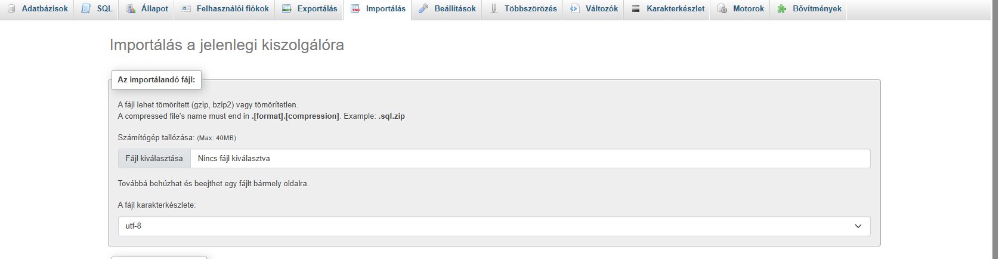 Adatbázisok SQL Állapot Felhasználói fiókok Exportálás Importálás Beállítások Többszörözés Változók Karakterkészlet Motorok Bővítmények
Importálás a jelenlegi kiszolgálóra
Az importálandó fájl:
A fájl lehet tömörített (gzip, bzip2) vagy tömörítetlen.
A compressed file's name must end in .[format].[compression]. Example: .sql.zip
Számítógép tallózása: (Max: 40MB)
Fájl kiválasztása Nincs fájl kiválasztva
Továbbá behúzhat és beejthet egy fájlt bármely oldalra.
A fájl karakterkészlete:
utf-8